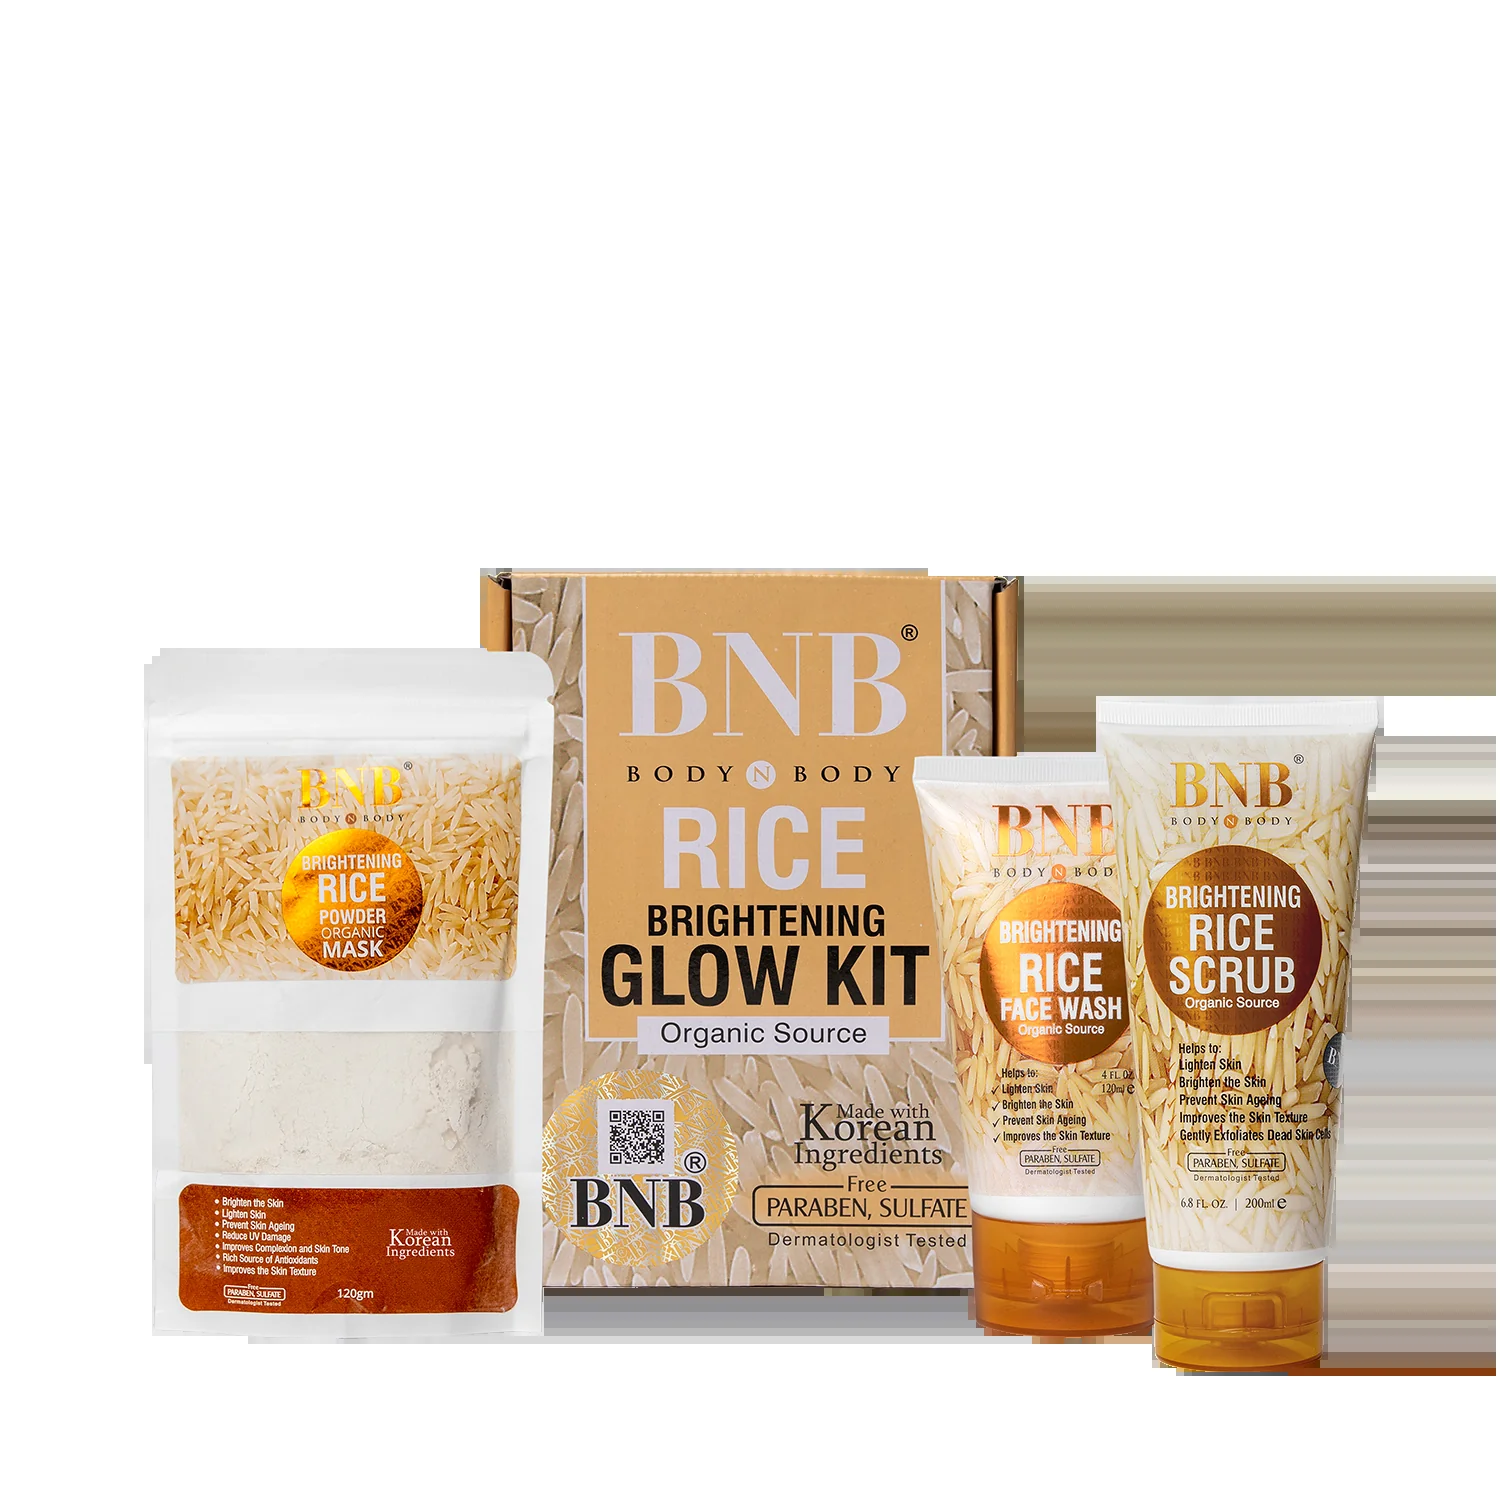 BNB®
BODY N BODY
BRIGHTENING
RICE
POWDER
ORGANIC
MASK
• Brighten the Skin
• Lighten Skin
• Prevent Skin Ageing
• Reduce UV Damage
• Improves Complexion and Skin Tone
• Rich Source of Antioxidants
• Improves the Skin Texture
Made with
Korean
Ingredients
Free
PARABEN, SULFATE
Dermatologist Tested
120gm
BNB®
BODY N BODY
RICE
BRIGHTENING
GLOW KIT
Organic Source
BNB®
Made with
Korean
Ingredients
Free
PARABEN, SULFATE
Dermatologist Tested
BNB
BODY N BOD
BRIGHTENING
RICE
FACE WASH
Organic Source
Helps to:
✓ Lighten Skin
✓ Brighten the Skin
✓ Prevent Skin Ageing
✓ Improves the Skin Texture
4 FL. OZ
120ml e
Free
PARABEN, SULFATE
Dermatologist Tested
BNB®
BODY N BODY
BRIGHTENING
RICE
SCRUB
Organic Source
Helps to:
Lighten Skin
Brighten the Skin
Prevent Skin Ageing
Improves the Skin Texture
Gently Exfoliates Dead Skin Cells
Free
PARABEN, SULFATE
Dermatologist Tested
6.8 FL. OZ. | 200ml e